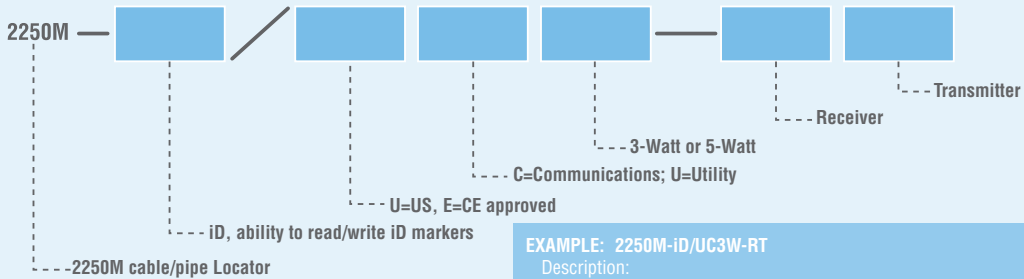 2250M
Transmitter
Receiver
3-Watt or 5-Watt
C=Communications; U=Utility
U=US, E=CE approved
iD, ability to read/write iD markers
2250M cable/pipe Locator
EXAMPLE: 2250M-iD/UC3W-RT
Description: